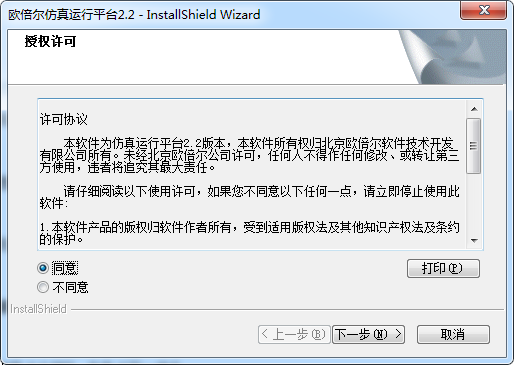 欧倍尔仿真运行平台2.2 - InstallShield Wizard
授权许可
许可协议
本软件为仿真运行平台2.2版本，本软件所有权归北京欧倍尔软件技术开发
有限公司所有。未经北京欧倍尔公司许可，任何人不得作任何修改、或转让第三
方使用，违者将追究其最大责任。
请仔细阅读以下使用许可，如果您不同意以下任何一点，请立即停止使用此
软件：
1.本软件产品的版权归软件作者所有，受到适用版权法及其他知识产权法及条约
的保护。
同意
打印(P)
不同意
InstallShield
< 上一步(B)
下一步(N) >
取消